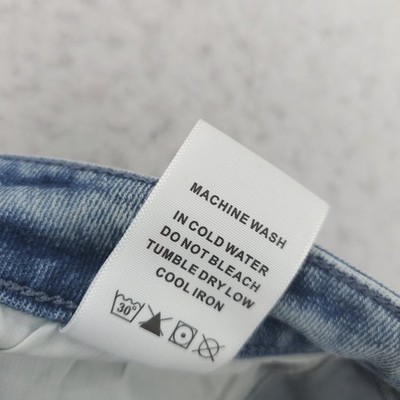 MACHINE WASH
IN COLD WATER
DO NOT BLEACH
TUMBLE DRY LOW
COOL IRON
30°